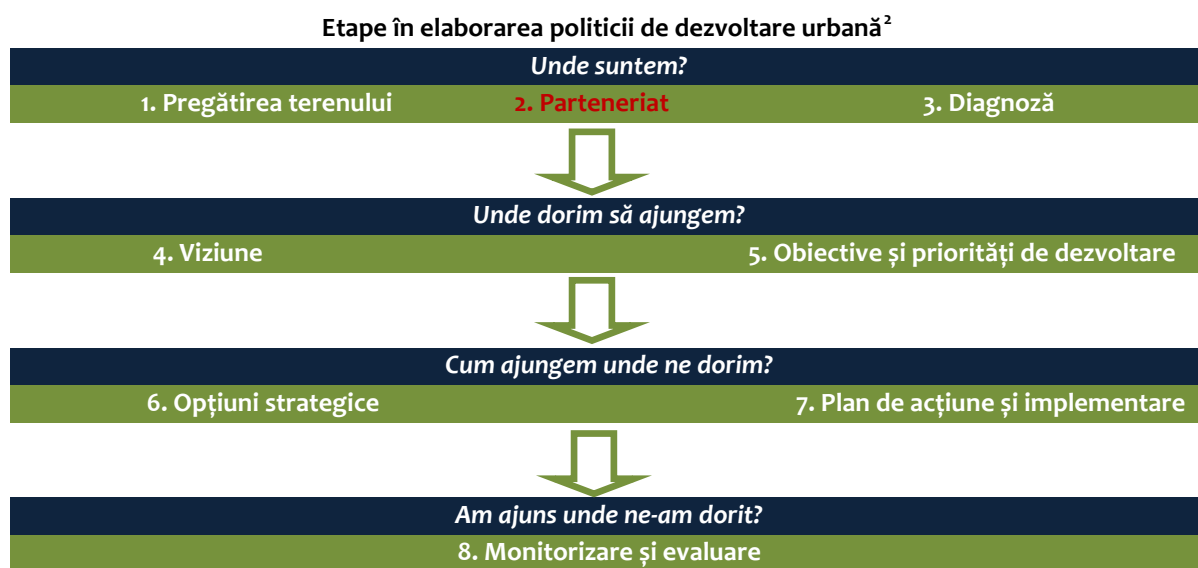 Etape în elaborarea politicii de dezvoltare urbană²
Unde suntem?
1. Pregătirea terenului 2. Parteneriat 3. Diagnoză
Unde dorim să ajungem?
4. Viziune 5. Obiective și priorități de dezvoltare
Cum ajungem unde ne dorim?
6. Opțiuni strategice 7. Plan de acțiune și implementare
Am ajuns unde ne-am dorit?
8. Monitorizare și evaluare